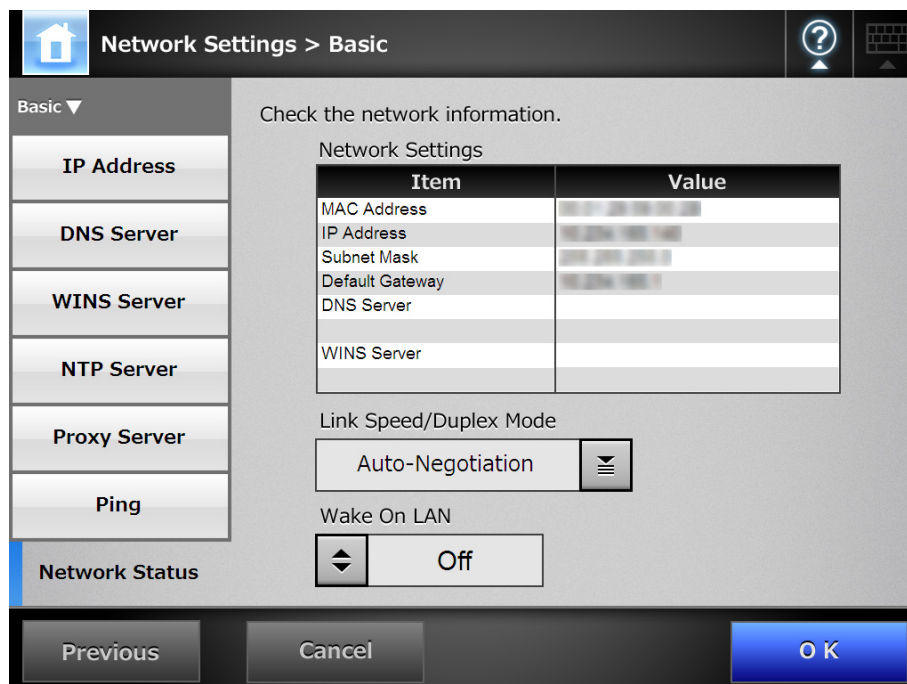 Network Settings > Basic
?
Basic ▼
IP Address
DNS Server
WINS Server
NTP Server
Proxy Server
Ping
Network Status
Check the network information.
Network Settings
Item Value
MAC Address
IP Address
Subnet Mask
Default Gateway
DNS Server
WINS Server
Link Speed/Duplex Mode
Auto-Negotiation
Wake On LAN
Off
Previous Cancel O K